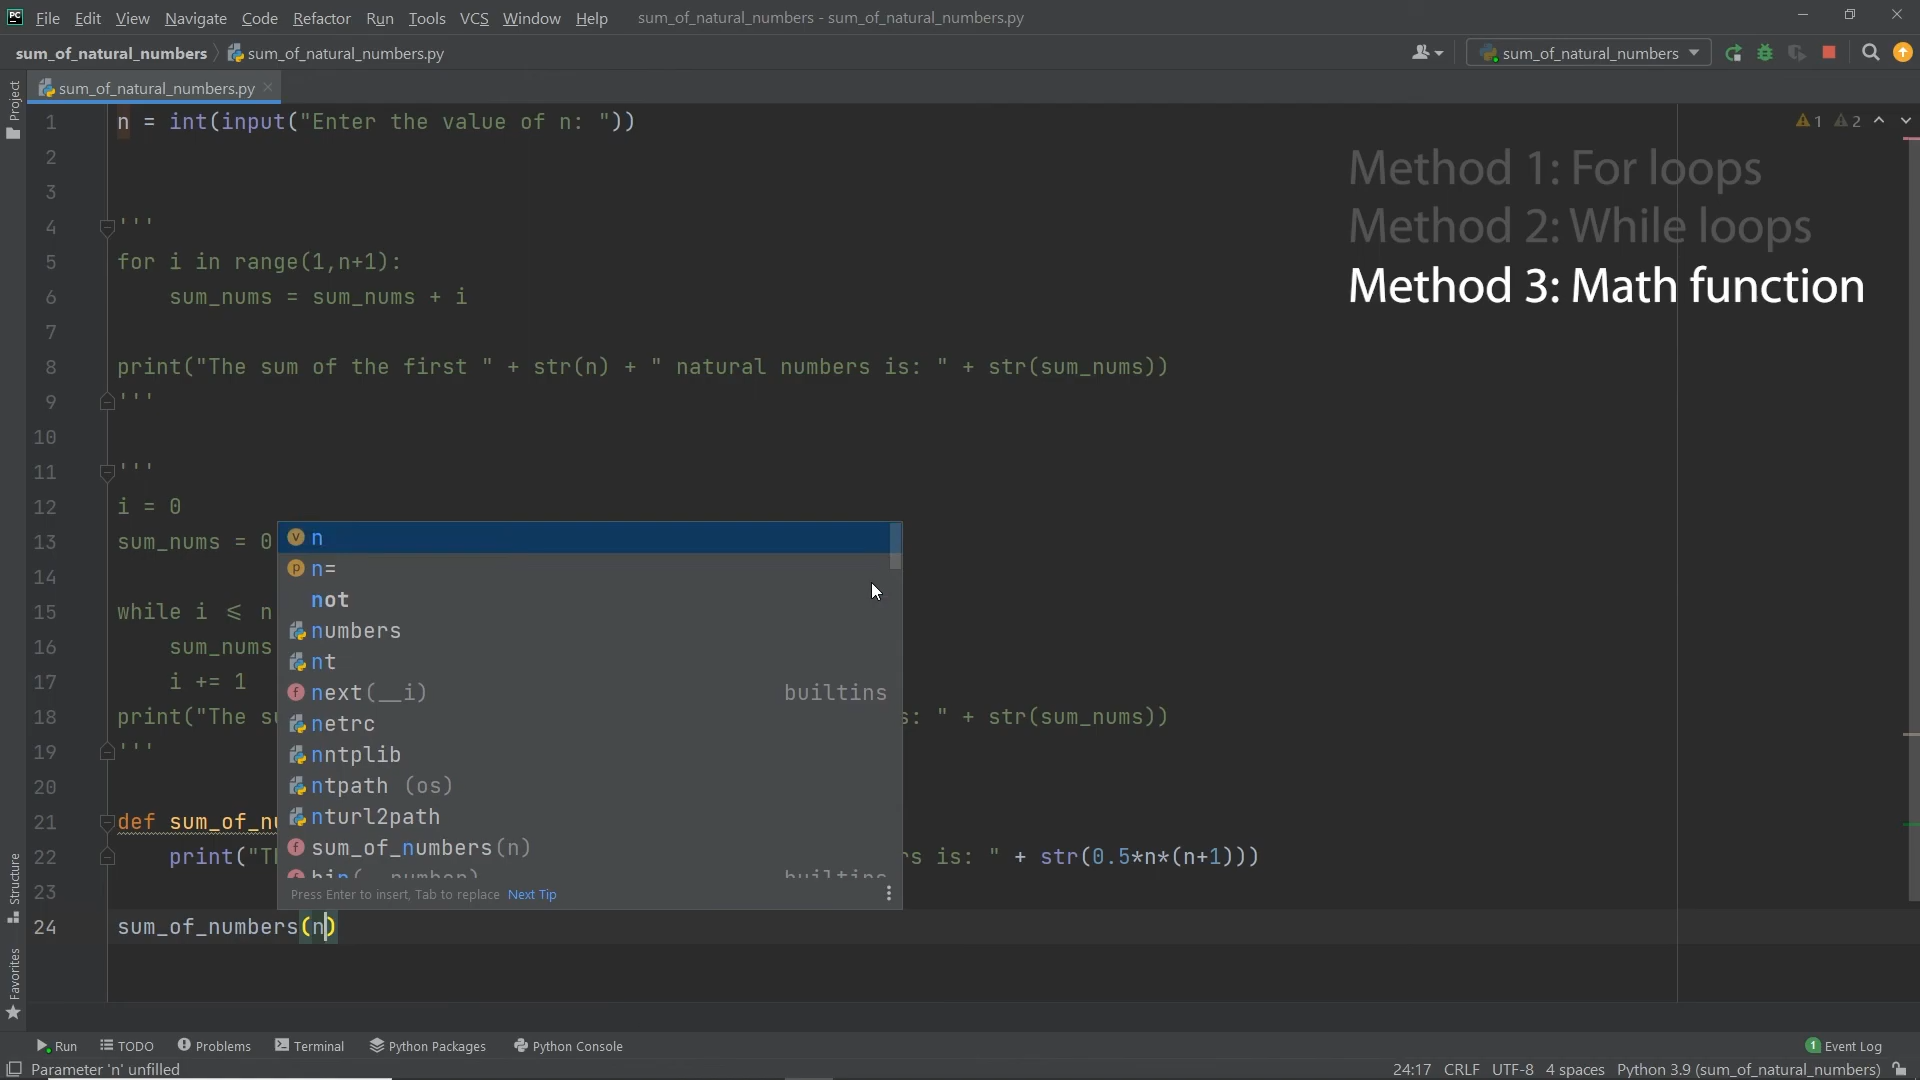 File Edit View Navigate Code Refactor Run Tools VCS Window Help sum_of_natural_numbers - sum_of_natural_numbers.py
sum_of_natural_numbers sum_of_natural_numbers.py sum_of_natural_numbers
Project
sum_of_natural_numbers.py
1 n = int(input("Enter the value of n: ")) 1 2
2
Method 1: For loops
3
4 '''
Method 2: While loops
5 for i in range(1,n+1):
Method 3: Math function
6 sum_nums = sum_nums + i
7
8 print("The sum of the first " + str(n) + " natural numbers is: " + str(sum_nums))
9 '''
10
11 '''
12 i = 0
13 sum_nums = 0
n
n=
14
not
15 while i ≤ n
numbers
16 sum_nums
nt
17 i += 1
next(__i) builtins
18 print("The s : " + str(sum_nums))
netrc
19 '''
nntplib
20
ntpath (os)
nturl2path
21 def sum_of_nu
sum_of_numbers(n)
22 print("T s is: " + str(0.5*n*(n+1)))
23
Press Enter to insert, Tab to replace Next Tip
24 sum_of_numbers(n)
Structure
Favorites
Run TODO Problems Terminal Python Packages Python Console 1 Event Log
Parameter 'n' unfilled 24:17 CRLF UTF-8 4 spaces Python 3.9 (sum_of_natural_numbers)